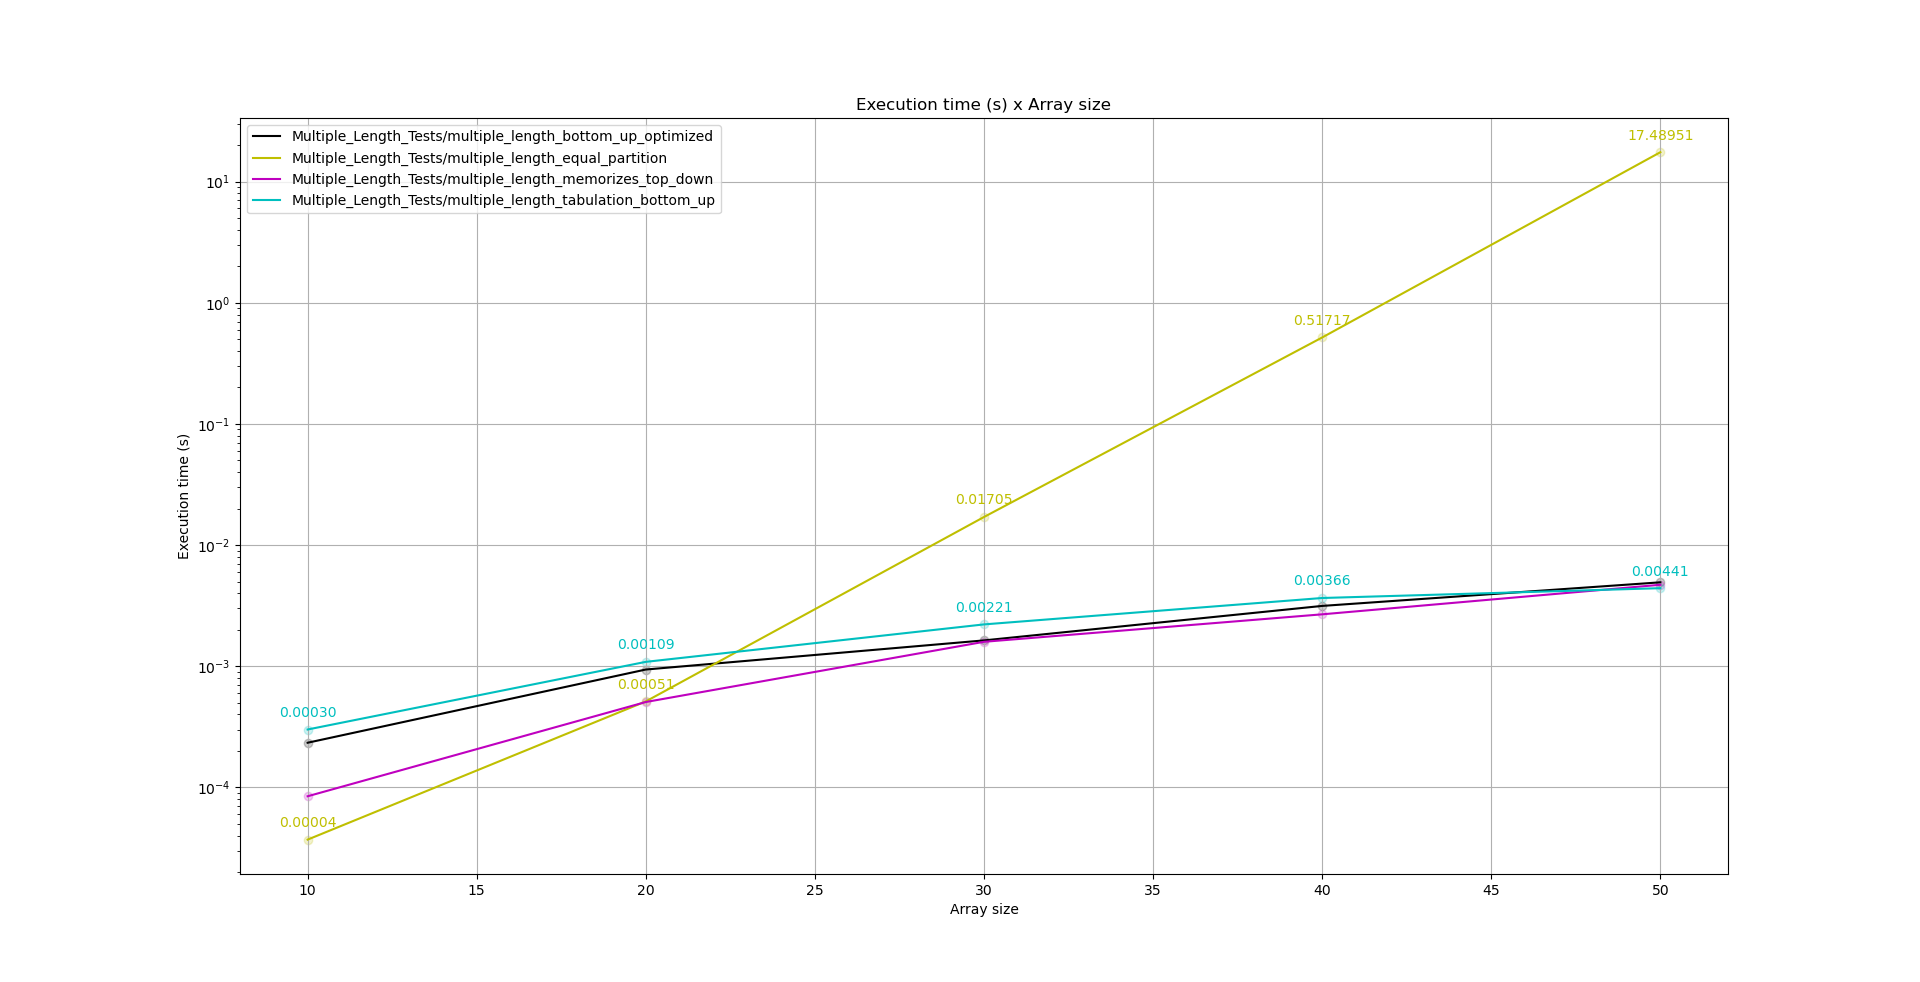 Execution time (s) x Array size
Multiple_Length_Tests/multiple_length_bottom_up_optimized
Multiple_Length_Tests/multiple_length_equal_partition
Multiple_Length_Tests/multiple_length_memorizes_top_down
Multiple_Length_Tests/multiple_length_tabulation_bottom_up
17.48951
10¹
10⁰
0.51717
10⁻¹
Execution time (s)
0.01705
10⁻²
0.00441
0.00366
0.00221
0.00109
10⁻³
0.00051
0.00030
10⁻⁴
0.00004
10 15 20 25 30 35 40 45 50
Array size